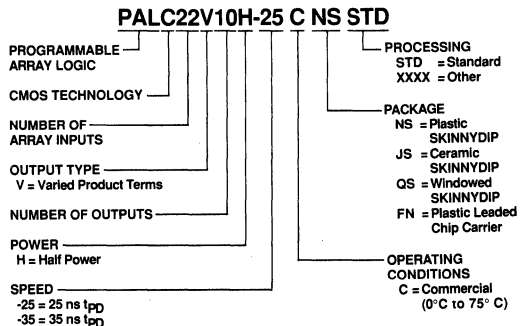 PALC22V10H-25 C NS STD
PROGRAMMABLE
ARRAY LOGIC
CMOS TECHNOLOGY
NUMBER OF
ARRAY INPUTS
OUTPUT TYPE
V = Varied Product Terms
NUMBER OF OUTPUTS
POWER
H = Half Power
SPEED
-25 = 25 ns tPD
-35 = 35 ns tPD
PROCESSING
STD = Standard
XXXX = Other
PACKAGE
NS = Plastic
SKINNYDIP
JS = Ceramic
SKINNYDIP
QS = Windowed
SKINNYDIP
FN = Plastic Leaded
Chip Carrier
OPERATING
CONDITIONS
C = Commercial
(0°C to 75° C)